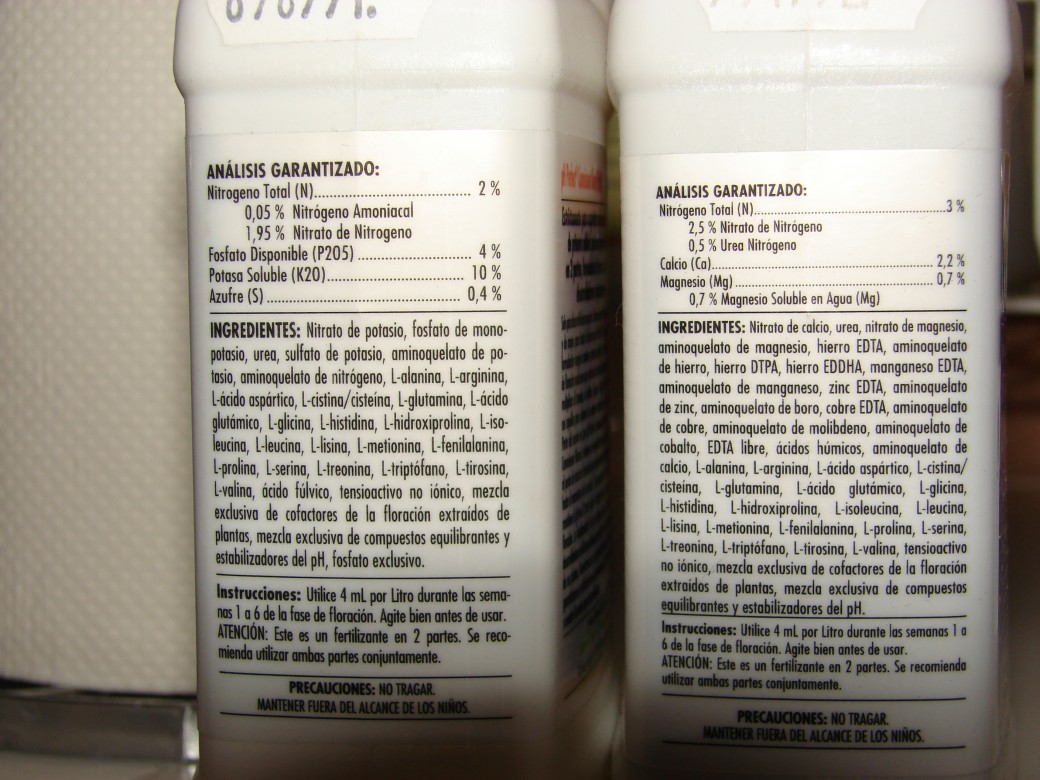 ANÁLISIS GARANTIZADO:
Nitrogeno Total (N)........................... 2 %
0,05 % Nitrógeno Amoniacal
1,95 % Nitrato de Nitrogeno
Fosfato Disponible (P2O5) ........................ 4 %
Potasa Soluble (K2O)............................. 10 %
Azufre (S) ......................................... 0,4 %
INGREDIENTES: Nitrato de potasio, fosfato de mono-
potasio, urea, sulfato de potasio, aminoquelato de po-
tasio, aminoquelato de nitrógeno, L-alanina, L-arginina,
L-ácido aspártico, L-cistina/cisteína, L-glutamina, L-ácido
glutámico, L-glicina, L-histidina, L-hidroxiprolina, L-iso-
leucina, L-leucina, L-lisina, L-metionina, L-fenilalanina,
L-prolina, L-serina, L-treonina, L-triptófano, L-tirosina,
L-valina, ácido fúlvico, tensioactivo no iónico, mezcla
exclusiva de cofactores de la floración extraídos de
plantas, mezcla exclusiva de compuestos equilibrantes y
estabilizadores del pH, fosfato exclusivo.
Instrucciones: Utilice 4 mL por Litro durante las sema-
nas 1 a 6 de la fase de floración. Agite bien antes de usar.
ATENCIÓN: Este es un fertilizante en 2 partes. Se reco-
mienda utilizar ambas partes conjuntamente.
PRECAUCIONES: NO TRAGAR.
MANTENER FUERA DEL ALCANCE DE LOS NIÑOS.
ANÁLISIS GARANTIZADO:
Nitrógeno Total (N)......................................3 %
2,5 % Nitrato de Nitrógeno
0,5 % Urea Nitrógeno
Calcio (Ca)............................................. 2,2 %
Magnesio (Mg) ....................................... 0,7 %
0,7 % Magnesio Soluble en Agua (Mg)
INGREDIENTES: Nitrato de calcio, urea, nitrato de magnesio,
aminoquelato de magnesio, hierro EDTA, aminoquelato
de hierro, hierro DTPA, hierro EDDHA, manganeso EDTA,
aminoquelato de manganeso, zinc EDTA, aminoquelato
de zinc, aminoquelato de boro, cobre EDTA, aminoquelato
de cobre, aminoquelato de molibdeno, aminoquelato de
cobalto, EDTA libre, ácidos húmicos, aminoquelato de
calcio, L-alanina, L-arginina, L-ácido aspártico, L-cistina/
cisteína, L-glutamina, L-ácido glutámico, L-glicina,
L-histidina, L-hidroxiprolina, L-isoleucina, L-leucina,
L-lisina, L-metionina, L-fenilalanina, L-prolina, L-serina,
L-treonina, L-triptófano, L-tirosina, L-valina, tensioactivo
no iónico, mezcla exclusiva de cofactores de la floración
extraídos de plantas, mezcla exclusiva de compuestos
equilibrantes y estabilizadores del pH.
Instrucciones: Utilice 4 mL por Litro durante las semanas 1 a
6 de la fase de floración. Agite bien antes de usar.
ATENCIÓN: Este es un fertilizante en 2 partes. Se recomienda
utilizar ambas partes conjuntamente.
PRECAUCIONES: NO TRAGAR.
MANTENER FUERA DEL ALCANCE DE LOS NIÑOS.